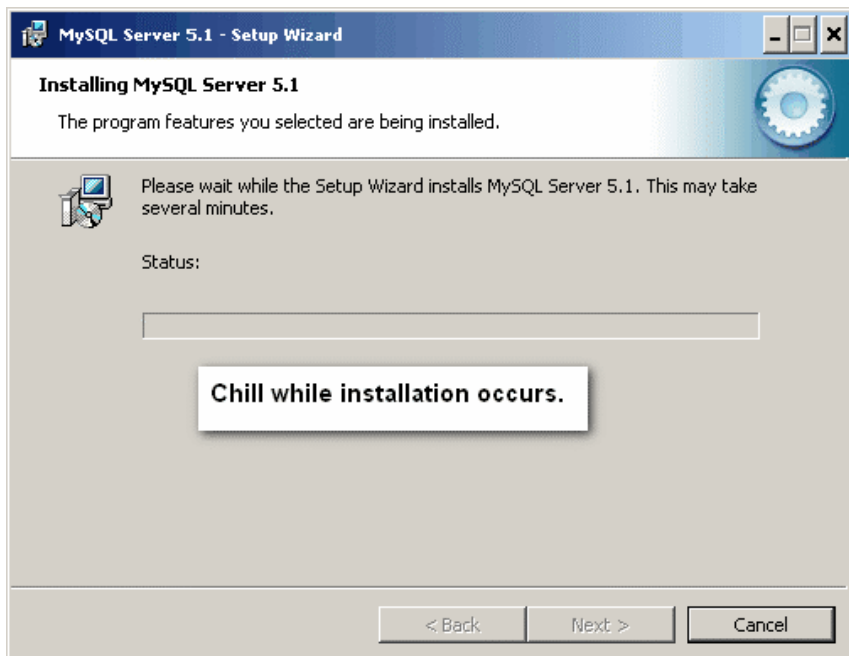 MySQL Server 5.1 - Setup Wizard
Installing MySQL Server 5.1
The program features you selected are being installed.
Please wait while the Setup Wizard installs MySQL Server 5.1. This may take
several minutes.
Status:
Chill while installation occurs.
< Back
Next >
Cancel